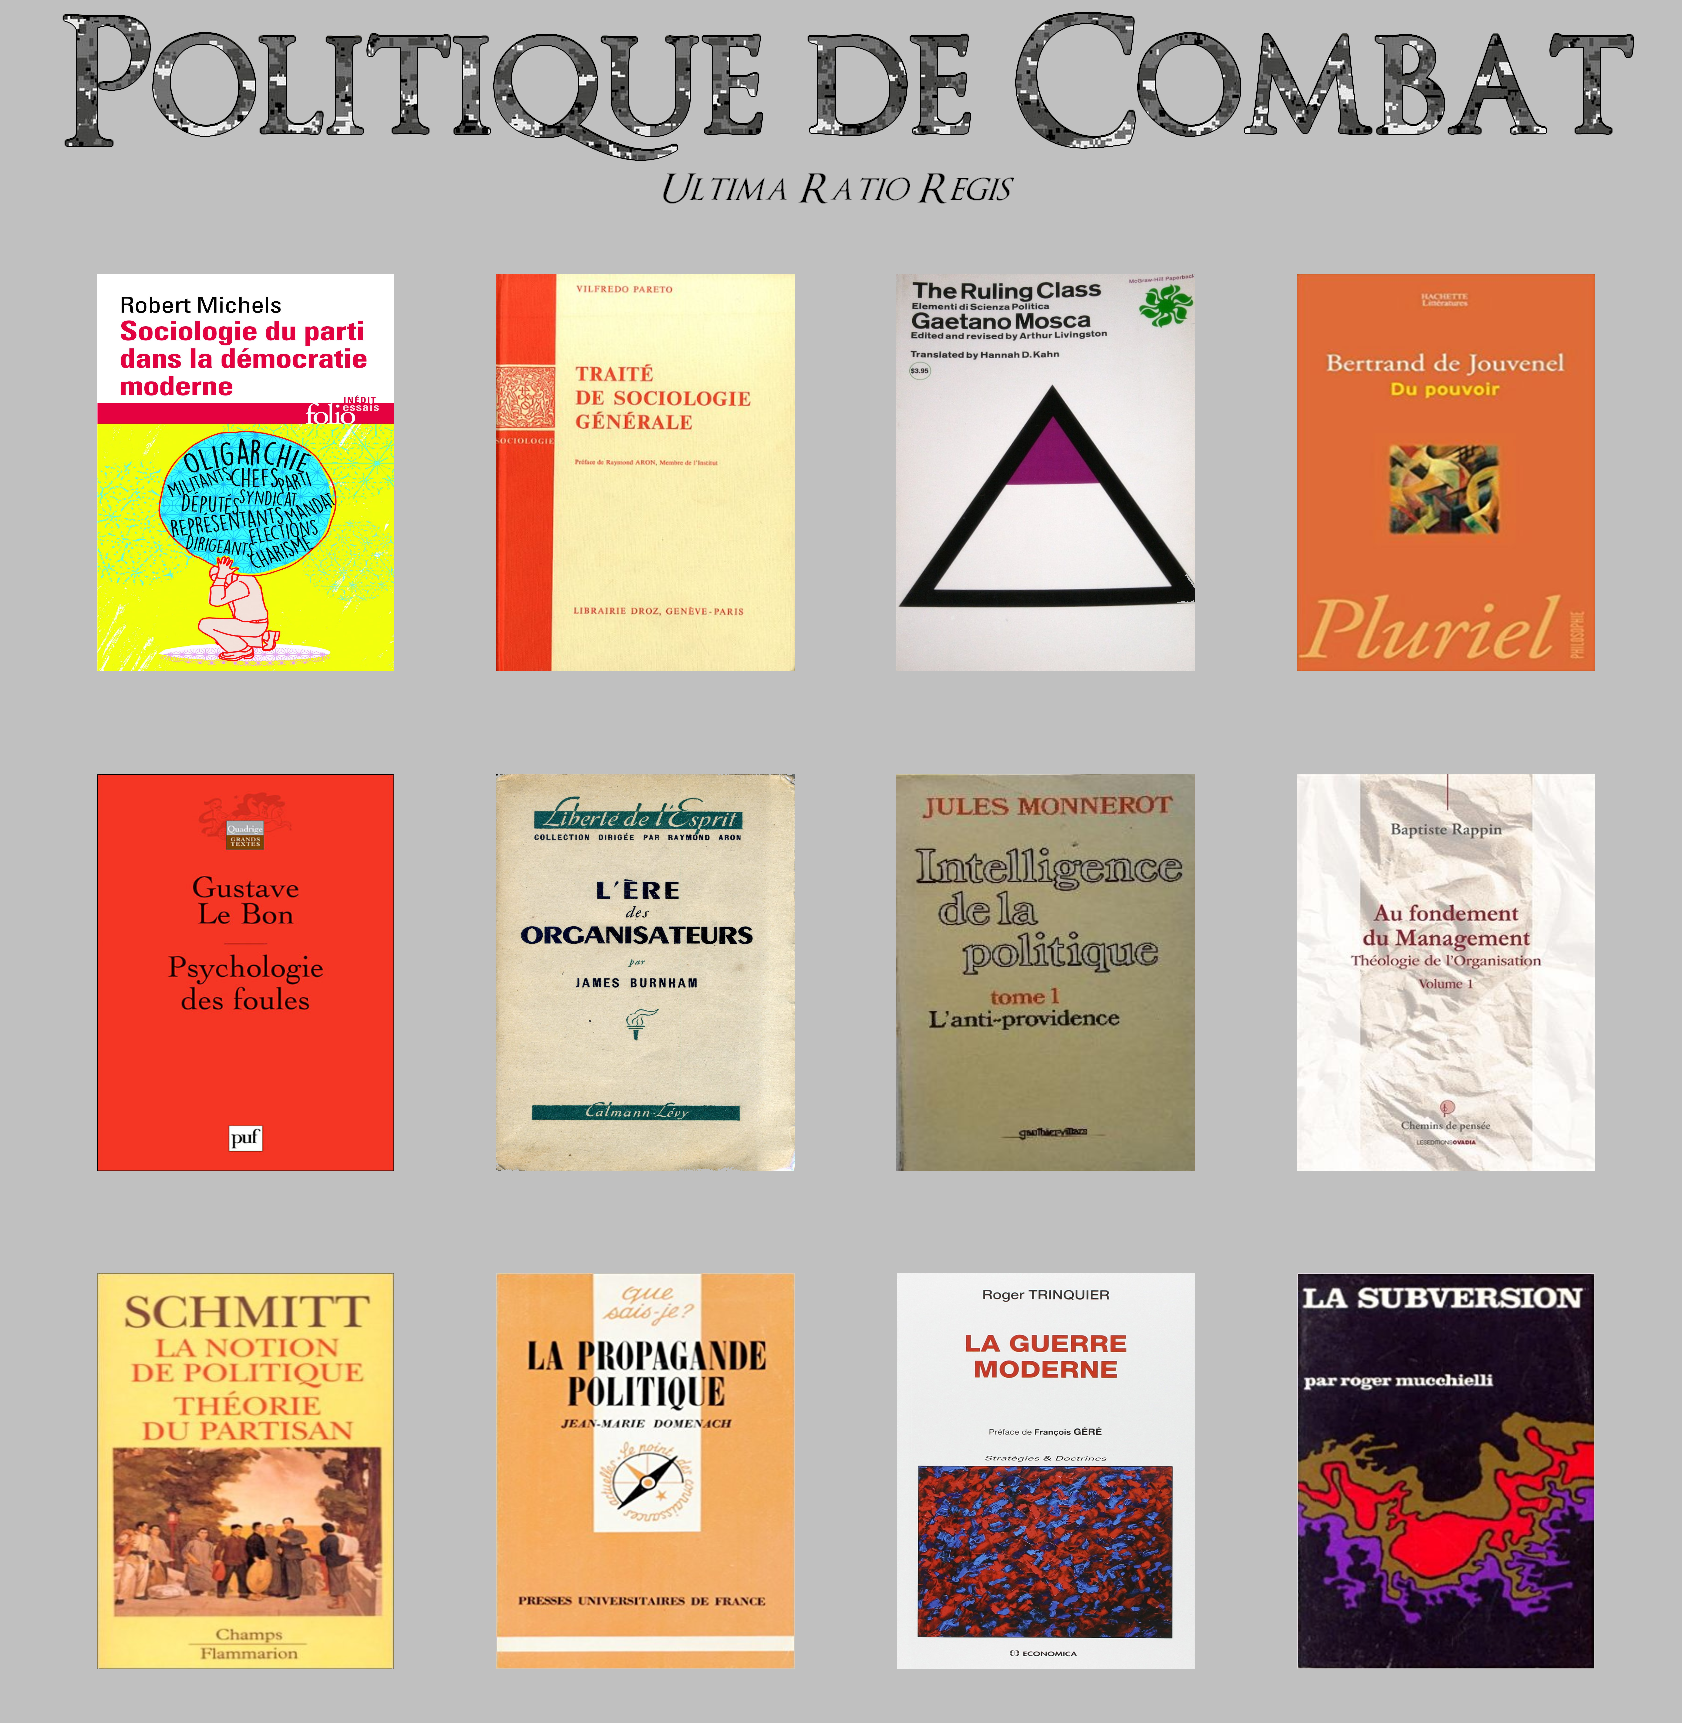 POLITIQUE DE COMBAT
ULTIMA RATIO REGIS
Robert Michels
Sociologie du parti
dans la démocratie
moderne
INÉDIT
folio essais
OLIGARCHIE
MILITANTS CHEFS PARTI
DÉPUTÉS SYNDICAT
REPRÉSENTANTS MANDAT
ÉLECTIONS
DIRIGEANTS
CHARISME
VILFREDO PARETO
TRAITÉ
DE SOCIOLOGIE
GÉNÉRALE
SOCIOLOGIE
Préface de Raymond ARON, Membre de l'Institut
LIBRAIRIE DROZ, GENÈVE-PARIS
McGraw-Hill Paperback
The Ruling Class
Elementi di Scienza Politica
Gaetano Mosca
Edited and revised by Arthur Livingston
Translated by Hannah D. Kahn
$3.95
HACHETTE
Littératures
Bertrand de Jouvenel
Du pouvoir
Pluriel
PHILOSOPHIE
Quadrige
GRANDS
TEXTES
Gustave
Le Bon
Psychologie
des foules
puf
Liberté de l'Esprit
COLLECTION DIRIGÉE PAR RAYMOND ARON
L'ÈRE
des
ORGANISATEURS
par
JAMES BURNHAM
Calmann-Lévy
JULES MONNEROT
Intelligence
de la
politique
tome 1
L'anti-providence
gauthier-villars
Baptiste Rappin
Au fondement
du Management
Théologie de l'Organisation
Volume 1
Chemins de pensée
LES ÉDITIONS OVADIA
SCHMITT
LA NOTION
DE POLITIQUE
THÉORIE
DU PARTISAN
Champs
Flammarion
que
sais-je?
LA PROPAGANDE
POLITIQUE
JEAN-MARIE DOMENACH
le point des connaissances actuelles
PRESSES UNIVERSITAIRES DE FRANCE
Roger TRINQUIER
LA GUERRE
MODERNE
Préface de François GÉRÉ
Stratégies & Doctrines
ECONOMICA
LA SUBVERSION
par roger mucchielli